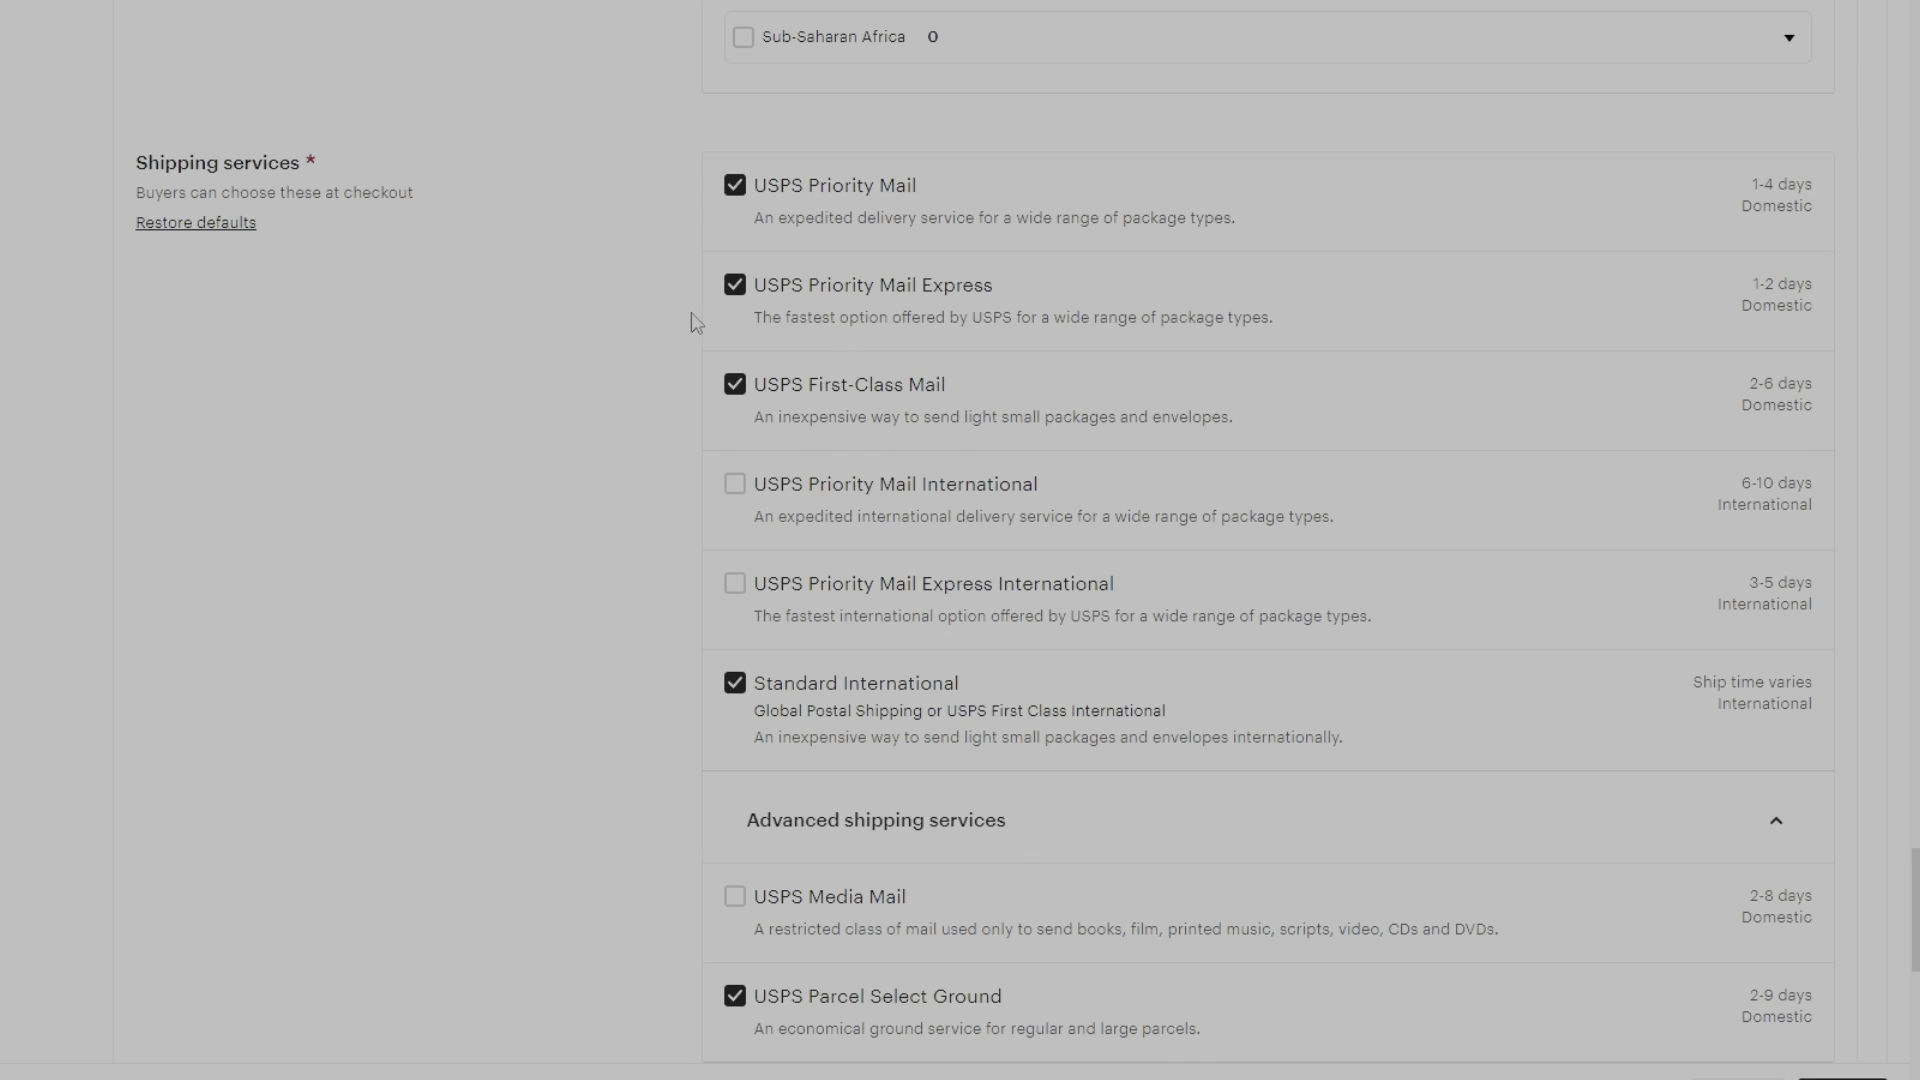 Sub-Saharan Africa 0
Shipping services *
Buyers can choose these at checkout
Restore defaults
USPS Priority Mail
An expedited delivery service for a wide range of package types.
1-4 days
Domestic
USPS Priority Mail Express
The fastest option offered by USPS for a wide range of package types.
1-2 days
Domestic
USPS First-Class Mail
An inexpensive way to send light small packages and envelopes.
2-6 days
Domestic
USPS Priority Mail International
An expedited international delivery service for a wide range of package types.
6-10 days
International
USPS Priority Mail Express International
The fastest international option offered by USPS for a wide range of package types.
3-5 days
International
Standard International
Global Postal Shipping or USPS First Class International
An inexpensive way to send light small packages and envelopes internationally.
Ship time varies
International
Advanced shipping services
USPS Media Mail
A restricted class of mail used only to send books, film, printed music, scripts, video, CDs and DVDs.
2-8 days
Domestic
USPS Parcel Select Ground
An economical ground service for regular and large parcels.
2-9 days
Domestic